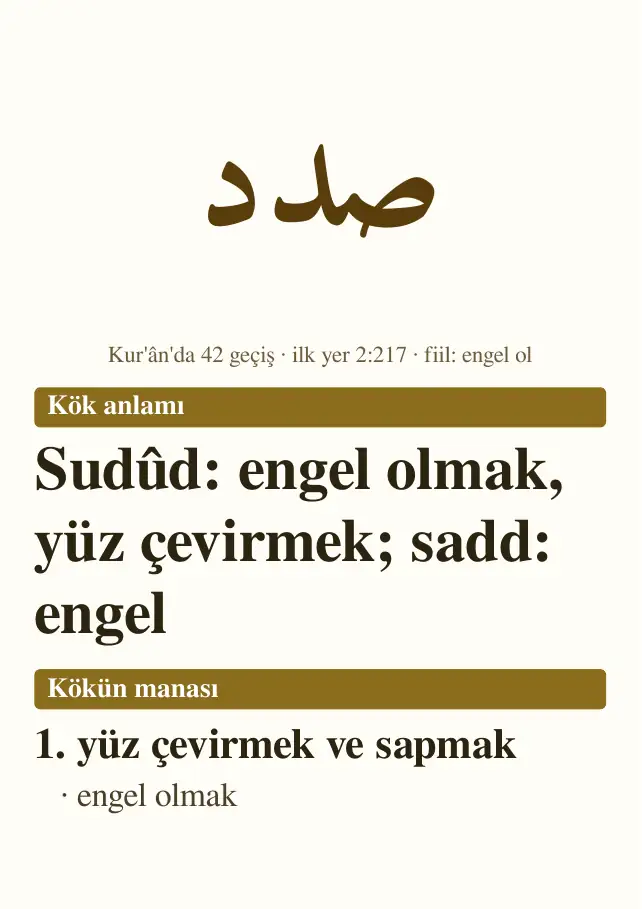 صدد
Kur'ân'da 42 geçiş · ilk yer 2:217 · fiil: engel ol
Kök anlamı
Sudûd: engel olmak,
yüz çevirmek; sadd:
engel
Kökün manası
1. yüz çevirmek ve sapmak
· engel olmak